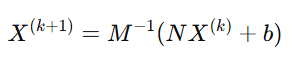 X^{(k+1)} = M^{-1}(NX^{(k)} + b)